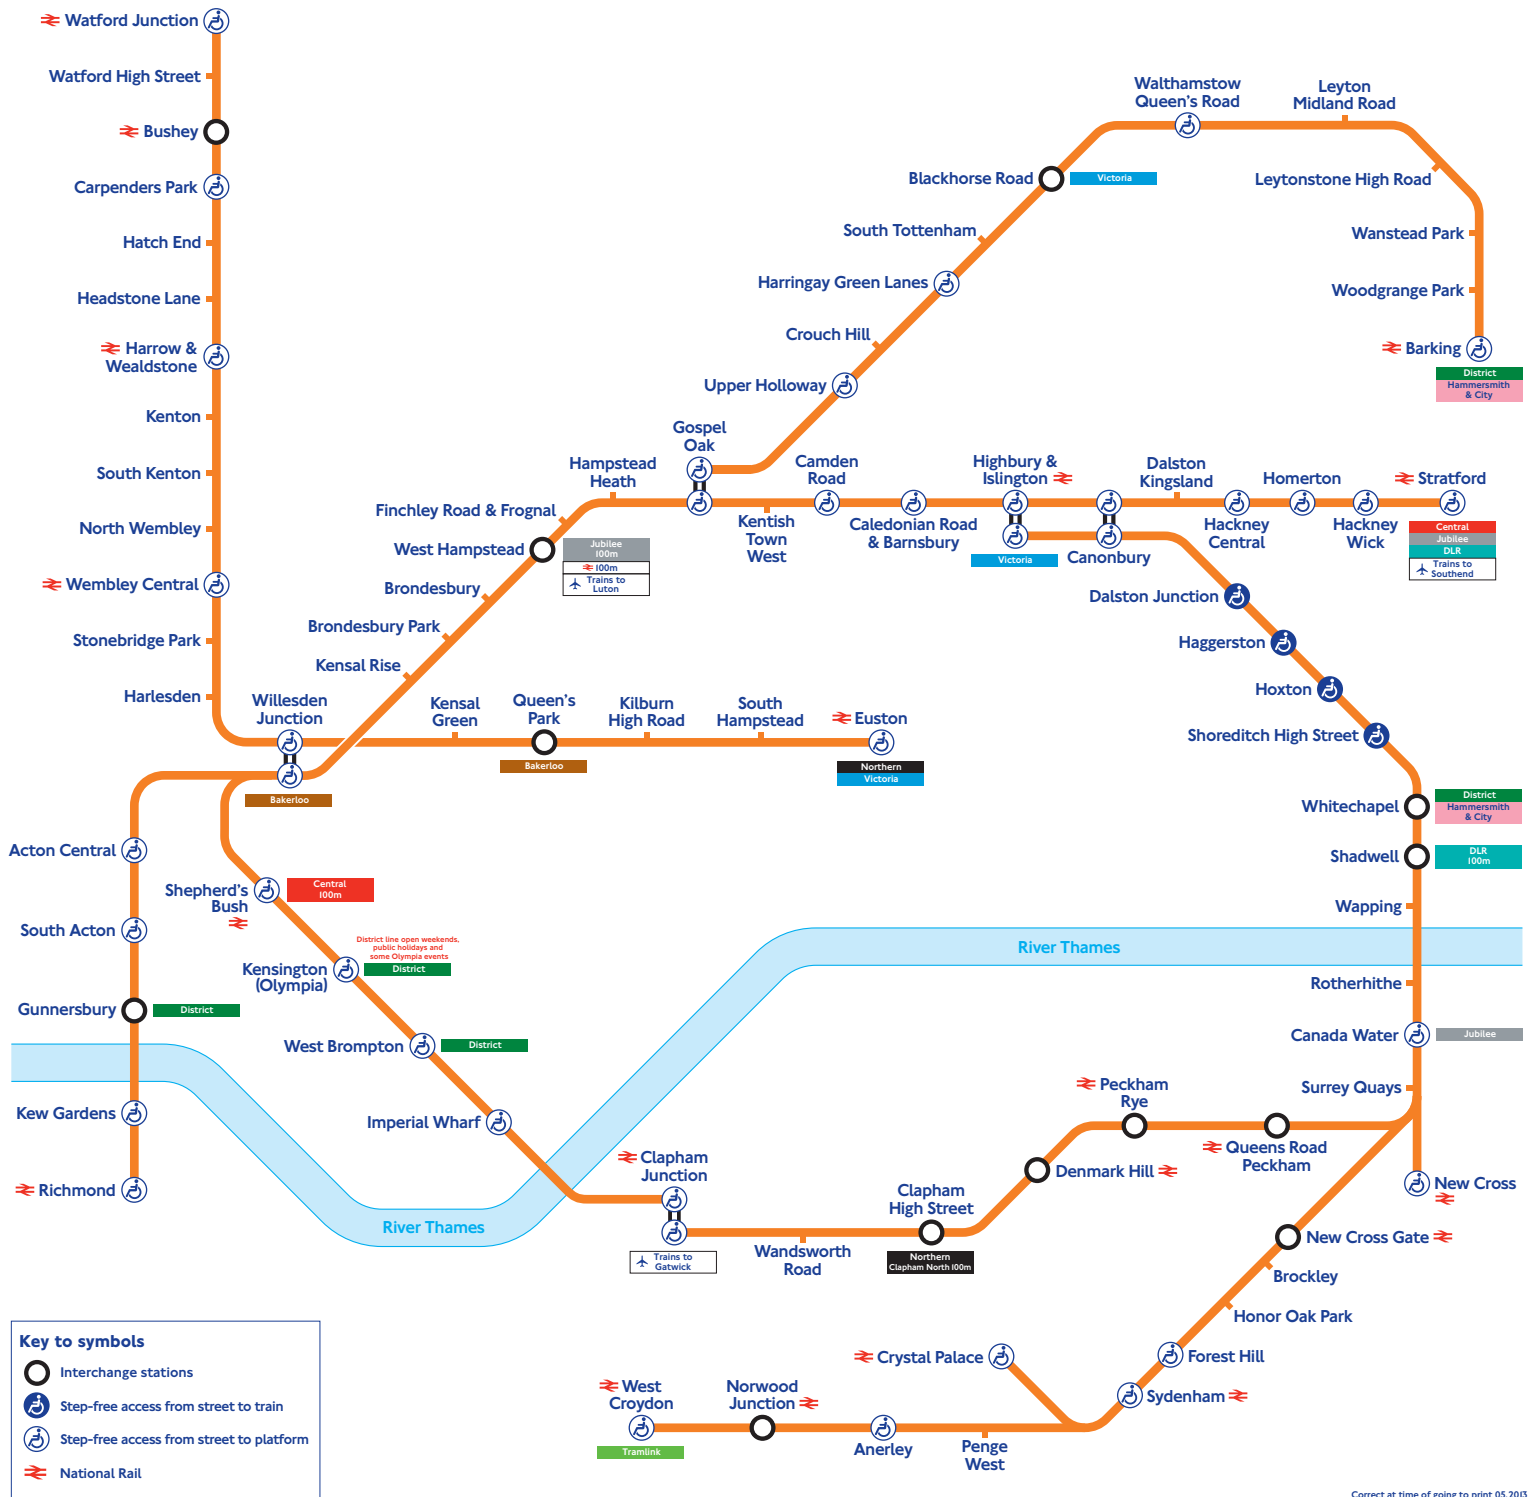 Watford Junction
Watford High Street
Bushey
Carpenders Park
Hatch End
Headstone Lane
Harrow &
Wealdstone
Kenton
South Kenton
North Wembley
Wembley Central
Stonebridge Park
Harlesden
Willesden
Junction
Bakerloo
Kensal
Green
Queen's
Park
Bakerloo
Kilburn
High Road
South
Hampstead
Euston
Northern
Victoria
Kensal Rise
Brondesbury Park
Brondesbury
West Hampstead
Jubilee
100m
100m
Trains to
Luton
Finchley Road & Frognal
Hampstead
Heath
Gospel
Oak
Upper Holloway
Crouch Hill
Harringay Green Lanes
South Tottenham
Blackhorse Road
Victoria
Walthamstow
Queen's Road
Leyton
Midland Road
Leytonstone High Road
Wanstead Park
Woodgrange Park
Barking
District
Hammersmith
& City
Kentish
Town
West
Camden
Road
Caledonian Road
& Barnsbury
Highbury &
Islington
Victoria
Canonbury
Dalston
Kingsland
Hackney
Central
Homerton
Hackney
Wick
Stratford
Central
Jubilee
DLR
Trains to
Southend
Dalston Junction
Haggerston
Hoxton
Shoreditch High Street
Whitechapel
District
Hammersmith
& City
Shadwell
DLR
100m
Wapping
River Thames
Rotherhithe
Canada Water
Jubilee
Surrey Quays
New Cross
Acton Central
South Acton
Gunnersbury
District
Kew Gardens
Richmond
Shepherd's
Bush
Central
100m
District line open weekends,
public holidays and
some Olympia events
Kensington
(Olympia)
District
West Brompton
District
Imperial Wharf
River Thames
Clapham
Junction
Trains to
Gatwick
Wandsworth
Road
Clapham
High Street
Northern
Clapham North 100m
Denmark Hill
Peckham
Rye
Queens Road
Peckham
New Cross Gate
Brockley
Honor Oak Park
Forest Hill
Sydenham
Crystal Palace
Penge
West
Anerley
Norwood
Junction
West
Croydon
Tramlink
Key to symbols
Interchange stations
Step-free access from street to train
Step-free access from street to platform
National Rail
Correct at time of going to print 05.2013